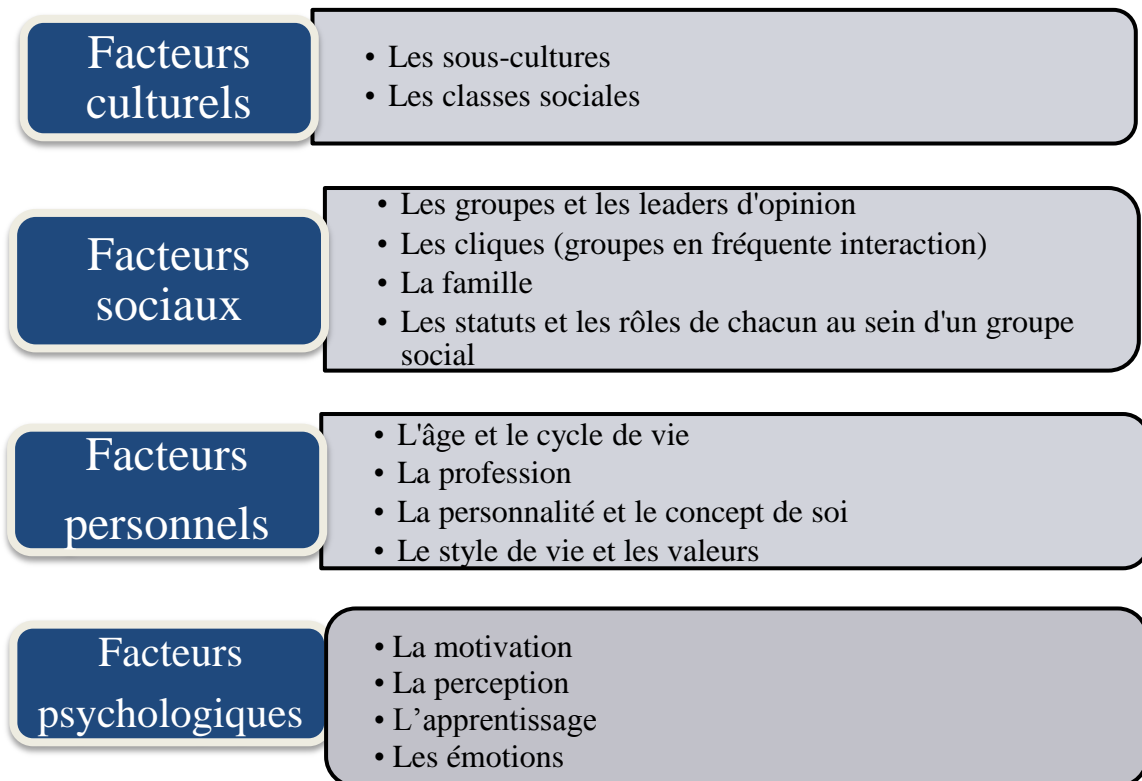 Facteurs
culturels
• Les sous-cultures
• Les classes sociales
Facteurs
sociaux
• Les groupes et les leaders d'opinion
• Les cliques (groupes en fréquente interaction)
• La famille
• Les statuts et les rôles de chacun au sein d'un groupe
social
Facteurs
personnels
• L'âge et le cycle de vie
• La profession
• La personnalité et le concept de soi
• Le style de vie et les valeurs
Facteurs
psychologiques
• La motivation
• La perception
• L’apprentissage
• Les émotions